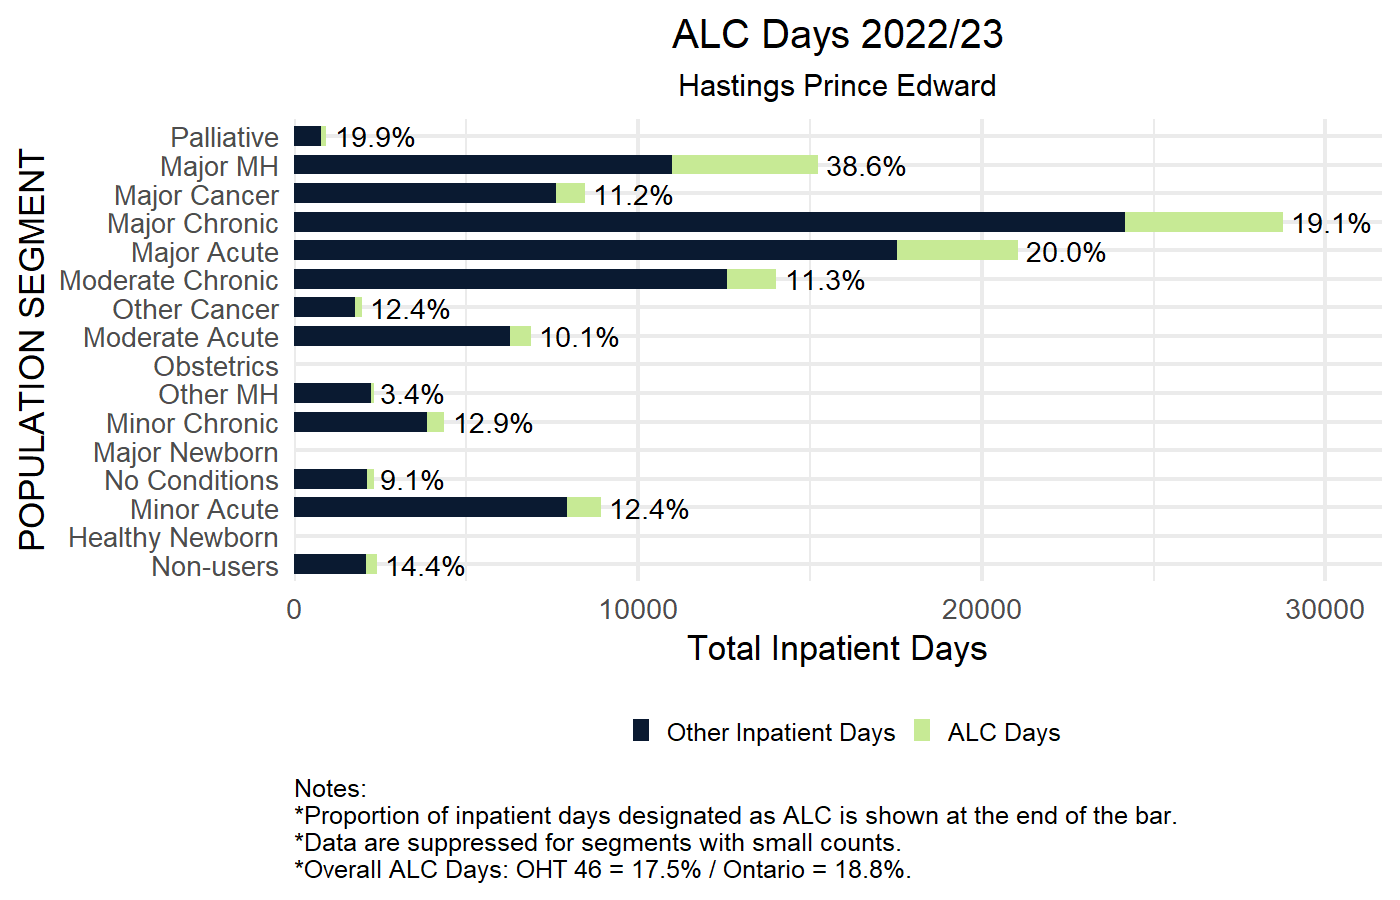 ALC Days 2022/23
Hastings Prince Edward
POPULATION SEGMENT
Palliative 19.9%
Major MH 38.6%
Major Cancer 11.2%
Major Chronic 19.1%
Major Acute 20.0%
Moderate Chronic 11.3%
Other Cancer 12.4%
Moderate Acute 10.1%
Obstetrics
Other MH 3.4%
Minor Chronic 12.9%
Major Newborn
No Conditions 9.1%
Minor Acute 12.4%
Healthy Newborn
Non-users 14.4%
0 10000 20000 30000
Total Inpatient Days
Other Inpatient Days ALC Days
Notes:
*Proportion of inpatient days designated as ALC is shown at the end of the bar.
*Data are suppressed for segments with small counts.
*Overall ALC Days: OHT 46 = 17.5% / Ontario = 18.8%.